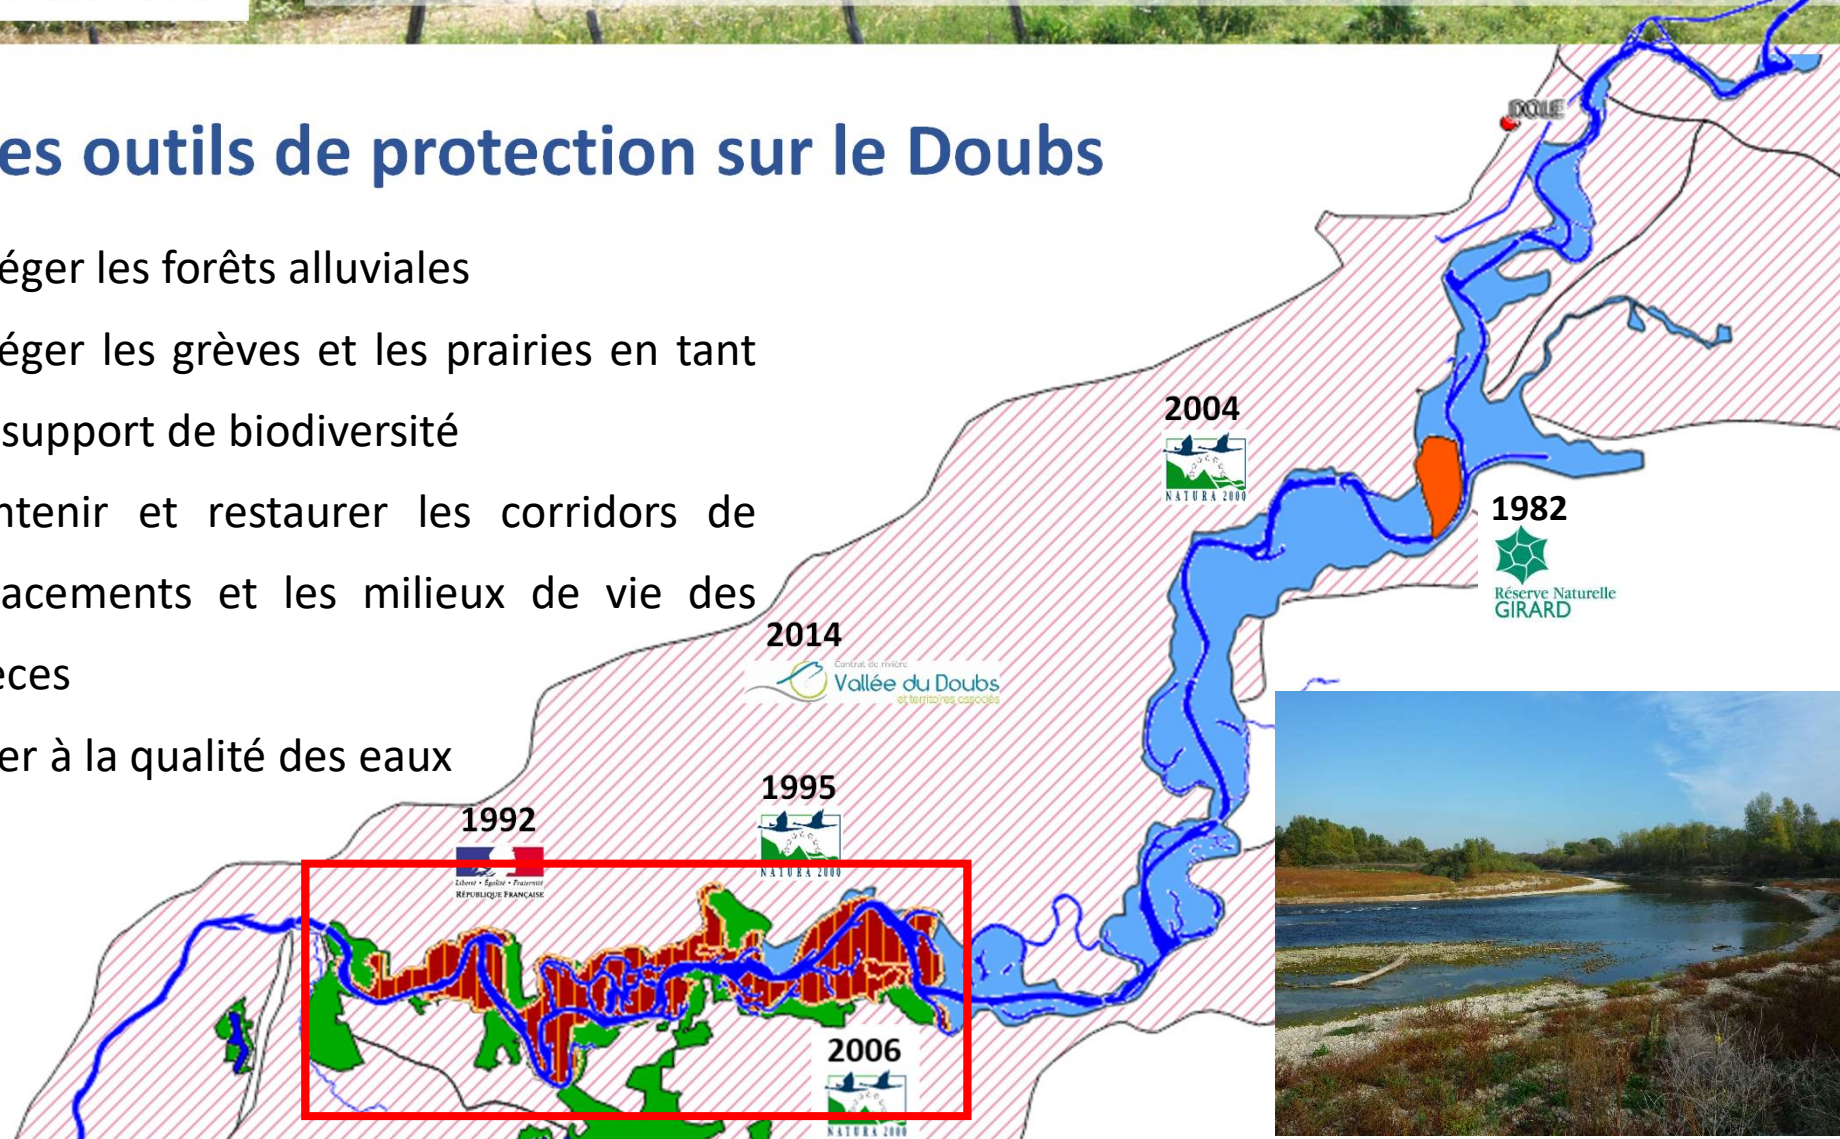 es outils de protection sur le Doubs
éger les forêts alluviales
éger les grèves et les prairies en tant
support de biodiversité
ntenir et restaurer les corridors de
acements et les milieux de vie des
èces
er à la qualité des eaux
DOLE
2004
NATURA 2000
1982
Réserve Naturelle
GIRARD
2014
Contrat de rivière
Vallée du Doubs
et territoires associés
1995
NATURA 2000
1992
Liberté • Égalité • Fraternité
RÉPUBLIQUE FRANÇAISE
2006
NATURA 2000